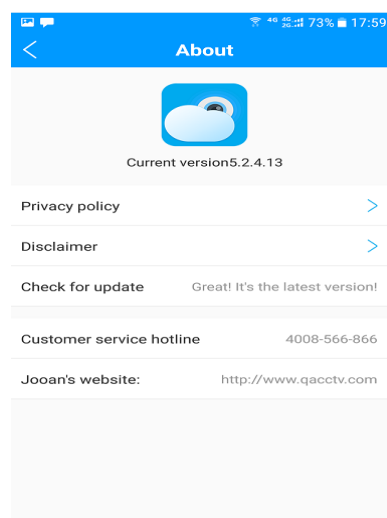 4G 4G 2G 73% 17:59
About
Current version5.2.4.13
Privacy policy
Disclaimer
Check for update Great! It's the latest version!
Customer service hotline 4008-566-866
Jooan's website: http://www.qacctv.com